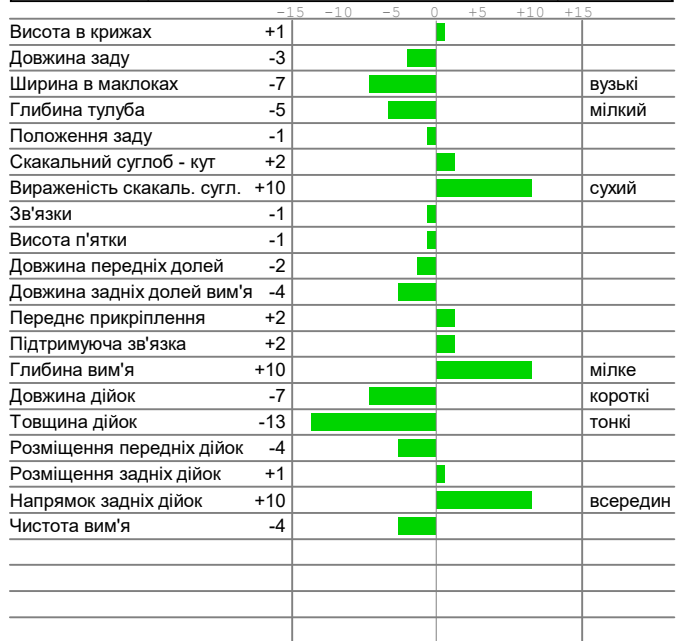 -15 -10 -5 0 +5 +10 +15
Висота в крижах +1
Довжина заду -3
Ширина в маклоках -7 вузькі
Глибина тулуба -5 мілкий
Положення заду -1
Скакальний суглоб - кут +2
Вираженість скакаль. сугл. +10 сухий
Зв'язки -1
Висота п'ятки -1
Довжина передніх долей -2
Довжина задніх долей вим'я -4
Переднє прикріплення +2
Підтримуюча зв'язка +2
Глибина вим'я +10 мілке
Довжина дійок -7 короткі
Товщина дійок -13 тонкі
Розміщення передніх дійок -4
Розміщення задніх дійок +1
Напрямок задніх дійок +10 всередин
Чистота вим'я -4